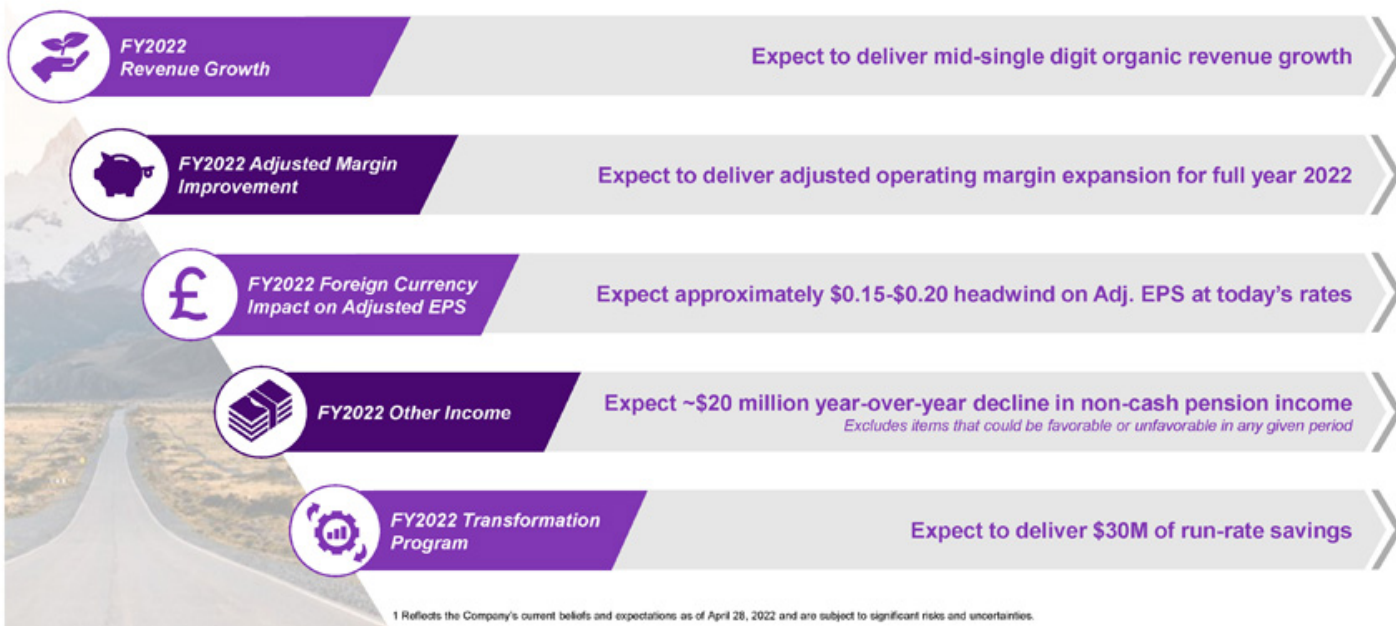 FY2022
Revenue Growth
Expect to deliver mid-single digit organic revenue growth
FY2022 Adjusted Margin
Improvement
Expect to deliver adjusted operating margin expansion for full year 2022
£
FY2022 Foreign Currency
Impact on Adjusted EPS
Expect approximately $0.15-$0.20 headwind on Adj. EPS at today’s rates
FY2022 Other Income
Expect ~$20 million year-over-year decline in non-cash pension income
Excludes items that could be favorable or unfavorable in any given period
FY2022 Transformation
Program
Expect to deliver $30M of run-rate savings
1 Reflects the Company's current beliefs and expectations as of April 28, 2022 and are subject to significant risks and uncertainties.